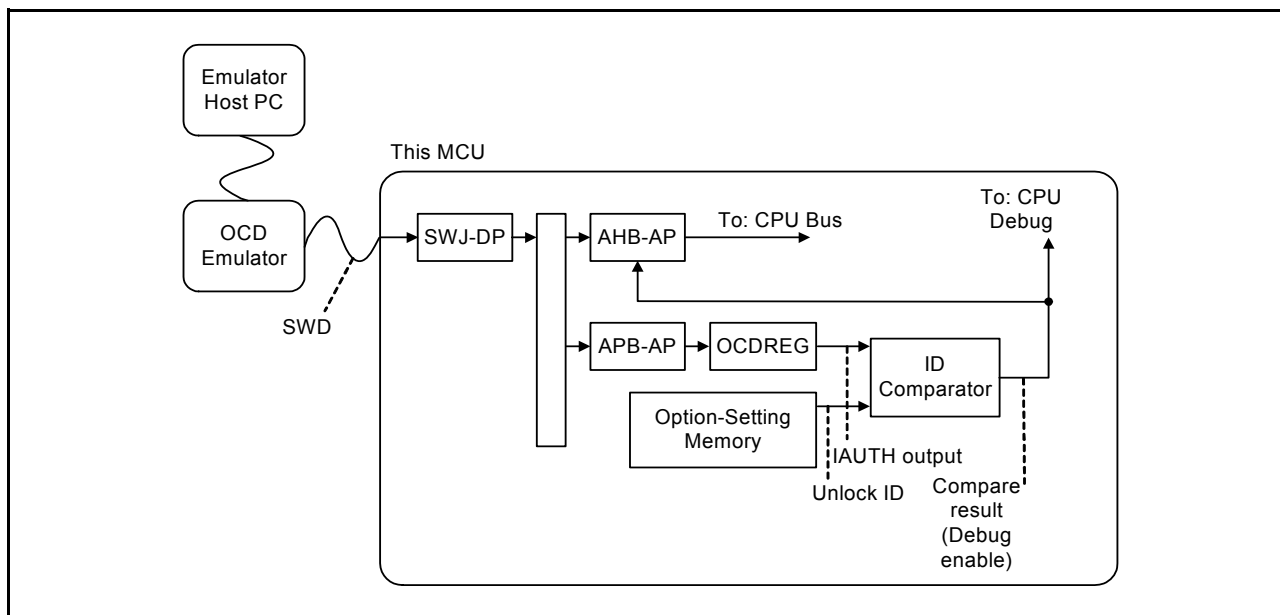 Emulator
Host PC
This MCU
OCD
Emulator
SWD
SWJ-DP
AHB-AP
To: CPU Bus
To: CPU
Debug
APB-AP
OCDREG
ID
Comparator
Option-Setting
Memory
IAUTH output
Unlock ID
Compare
result
(Debug
enable)